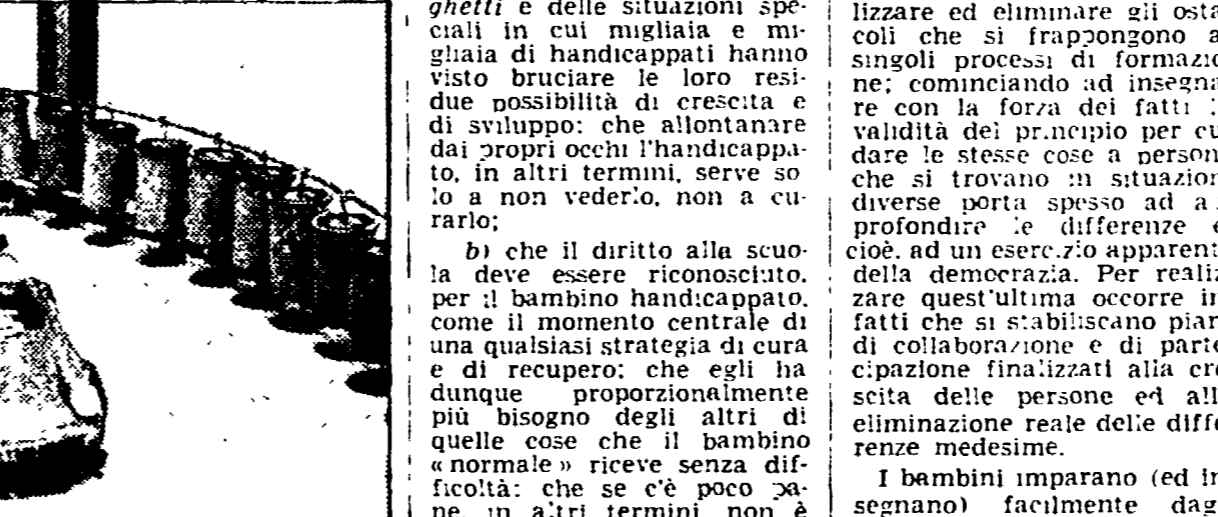 ghetti e delle situazioni spe-
ciali in cui migliaia e mi-
gliaia di handicappati hanno
visto bruciare le loro resi-
due possibilità di crescita e
di sviluppo: che allontanare
dai propri occhi l'handicappa-
to, in altri termini, serve so
lo a non vederlo, non a cu-
rarlo;
b) che il diritto alla scuo-
la deve essere riconosciuto,
per il bambino handicappato,
come il momento centrale di
una qualsiasi strategia di cura
e di recupero: che egli ha
dunque proporzionalmente
più bisogno degli altri di
quelle cose che il bambino
« normale » riceve senza dif-
ficoltà: che se c'è poco pa-
ne, in altri termini non è
lizzare ed eliminare gli osta
coli che si frappongono a
singoli processi di formazio
ne; cominciando ad insegna
re con la forza dei fatti
validità del principio per cu
dare le stesse cose a person
che si trovano in situazion
diverse porta spesso ad a
profondire le differenze e
cioè, ad un esercizio apparent
della democrazia. Per realiz
zare quest'ultima occorre in
fatti che si stabiliscano pian
di collaborazione e di parte
cipazione finalizzati alla cre
scita delle persone ed all
eliminazione reale delle diffe
renze medesime.
I bambini imparano (ed in
segnano) facilmente dag